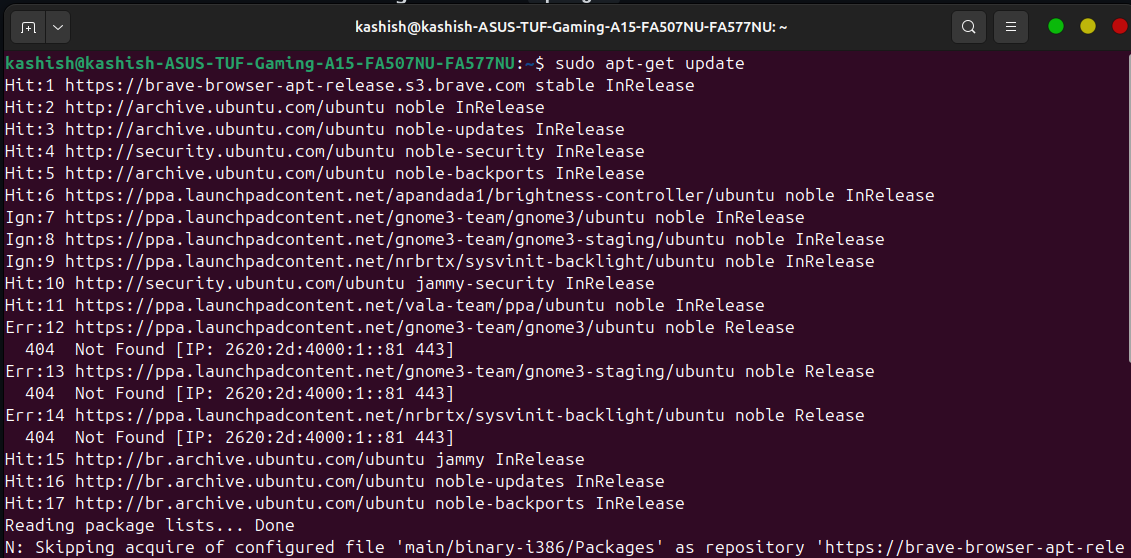 kashish@kashish-ASUS-TUF-Gaming-A15-FA507NU-FA577NU: ~
kashish@kashish-ASUS-TUF-Gaming-A15-FA507NU-FA577NU:~$ sudo apt-get update
Hit:1 https://brave-browser-apt-release.s3.brave.com stable InRelease
Hit:2 http://archive.ubuntu.com/ubuntu noble InRelease
Hit:3 http://archive.ubuntu.com/ubuntu noble-updates InRelease
Hit:4 http://security.ubuntu.com/ubuntu noble-security InRelease
Hit:5 http://archive.ubuntu.com/ubuntu noble-backports InRelease
Hit:6 https://ppa.launchpadcontent.net/apandada1/brightness-controller/ubuntu noble InRelease
Ign:7 https://ppa.launchpadcontent.net/gnome3-team/gnome3/ubuntu noble InRelease
Ign:8 https://ppa.launchpadcontent.net/gnome3-team/gnome3-staging/ubuntu noble InRelease
Ign:9 https://ppa.launchpadcontent.net/nrbrtx/sysvinit-backlight/ubuntu noble InRelease
Hit:10 http://security.ubuntu.com/ubuntu jammy-security InRelease
Hit:11 https://ppa.launchpadcontent.net/vala-team/ppa/ubuntu noble InRelease
Err:12 https://ppa.launchpadcontent.net/gnome3-team/gnome3/ubuntu noble Release
  404  Not Found [IP: 2620:2d:4000:1::81 443]
Err:13 https://ppa.launchpadcontent.net/gnome3-team/gnome3-staging/ubuntu noble Release
  404  Not Found [IP: 2620:2d:4000:1::81 443]
Err:14 https://ppa.launchpadcontent.net/nrbrtx/sysvinit-backlight/ubuntu noble Release
  404  Not Found [IP: 2620:2d:4000:1::81 443]
Hit:15 http://br.archive.ubuntu.com/ubuntu jammy InRelease
Hit:16 http://br.archive.ubuntu.com/ubuntu noble-updates InRelease
Hit:17 http://br.archive.ubuntu.com/ubuntu noble-backports InRelease
Reading package lists... Done
N: Skipping acquire of configured file 'main/binary-i386/Packages' as repository 'https://brave-browser-apt-rele